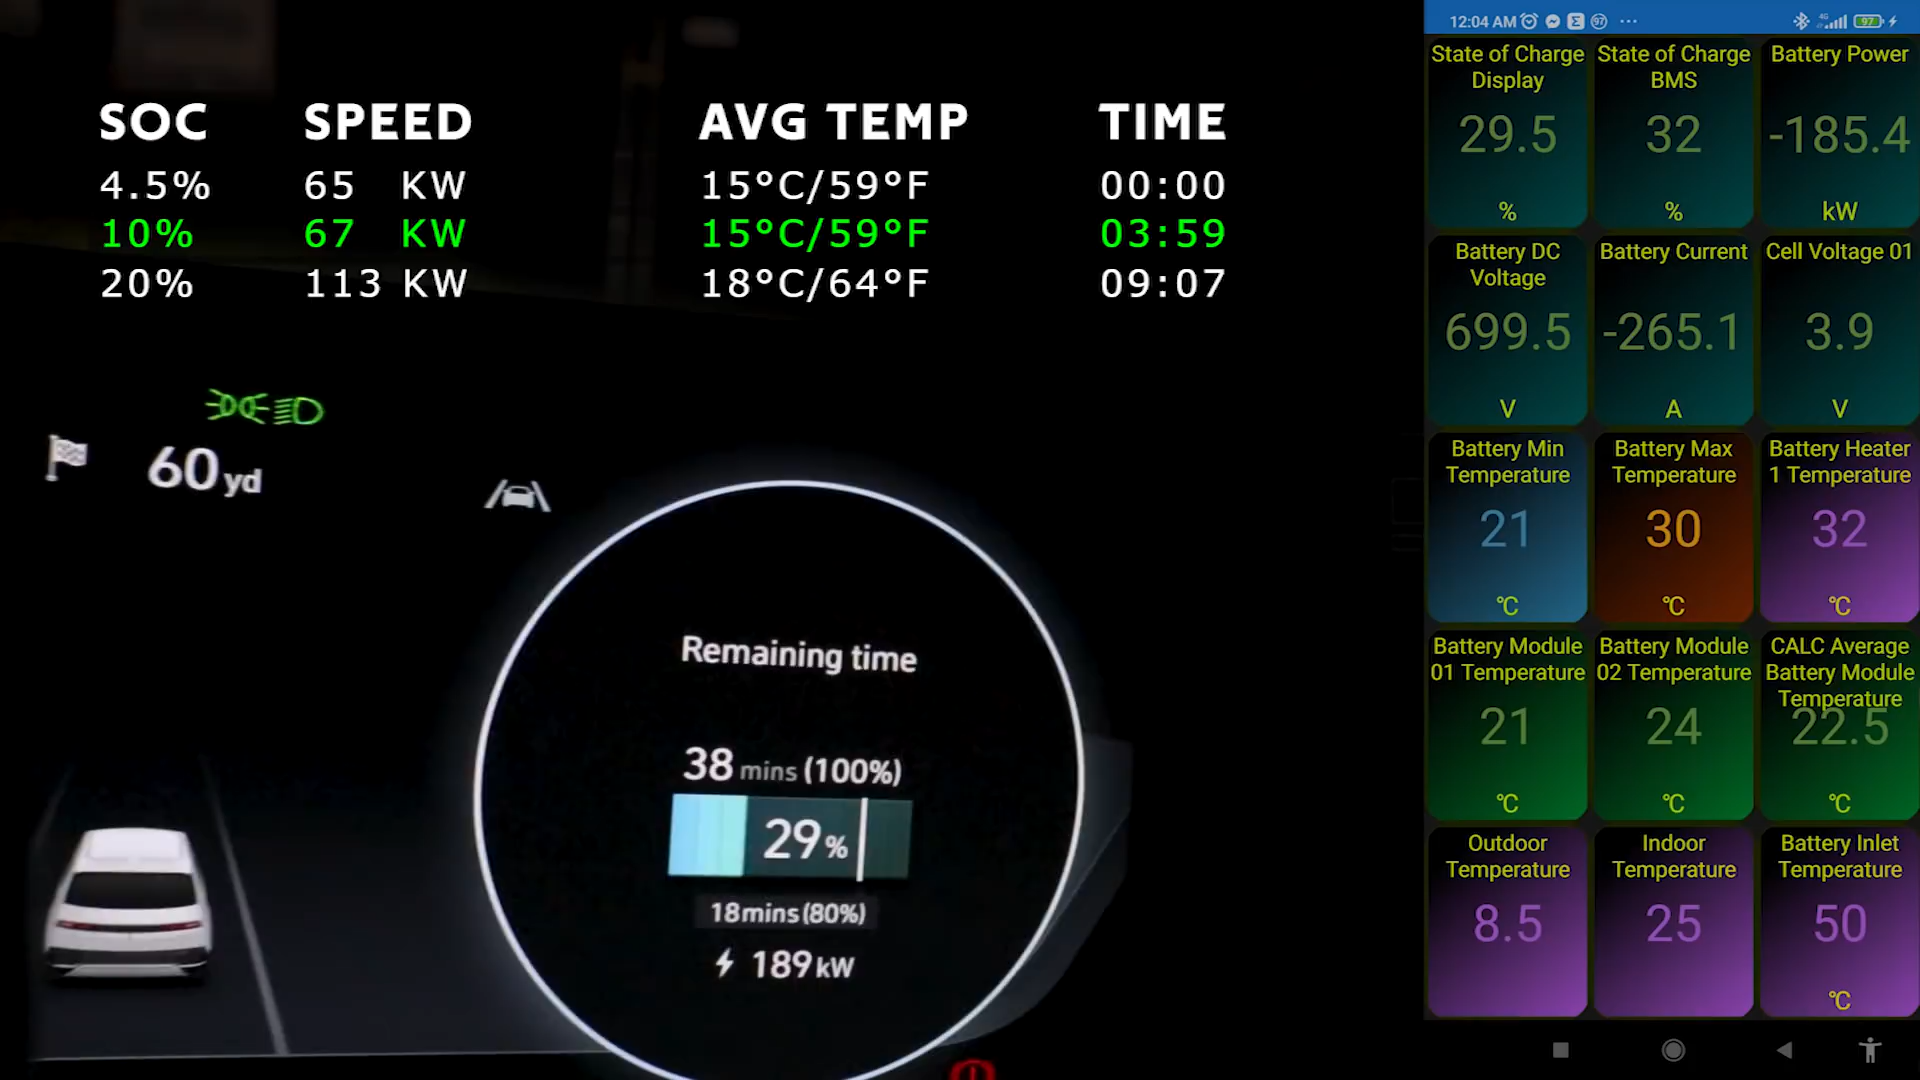 SOC SPEED AVG TEMP TIME
4.5% 65 KW 15°C/59°F 00:00
10% 67 KW 15°C/59°F 03:59
20% 113 KW 18°C/64°F 09:07
60 yd
Remaining time
38 mins (100%)
29 %
18mins(80%)
189 kW
12:04 AM 97 ... 4G 97
State of Charge Display
29.5
%
State of Charge BMS
32
%
Battery Power
-185.4
kW
Battery DC Voltage
699.5
V
Battery Current
-265.1
A
Cell Voltage 01
3.9
V
Battery Min Temperature
21
℃
Battery Max Temperature
30
℃
Battery Heater 1 Temperature
32
℃
Battery Module 01 Temperature
21
℃
Battery Module 02 Temperature
24
℃
CALC Average Battery Module Temperature
22.5
℃
Outdoor Temperature
8.5
Indoor Temperature
25
Battery Inlet Temperature
50
℃